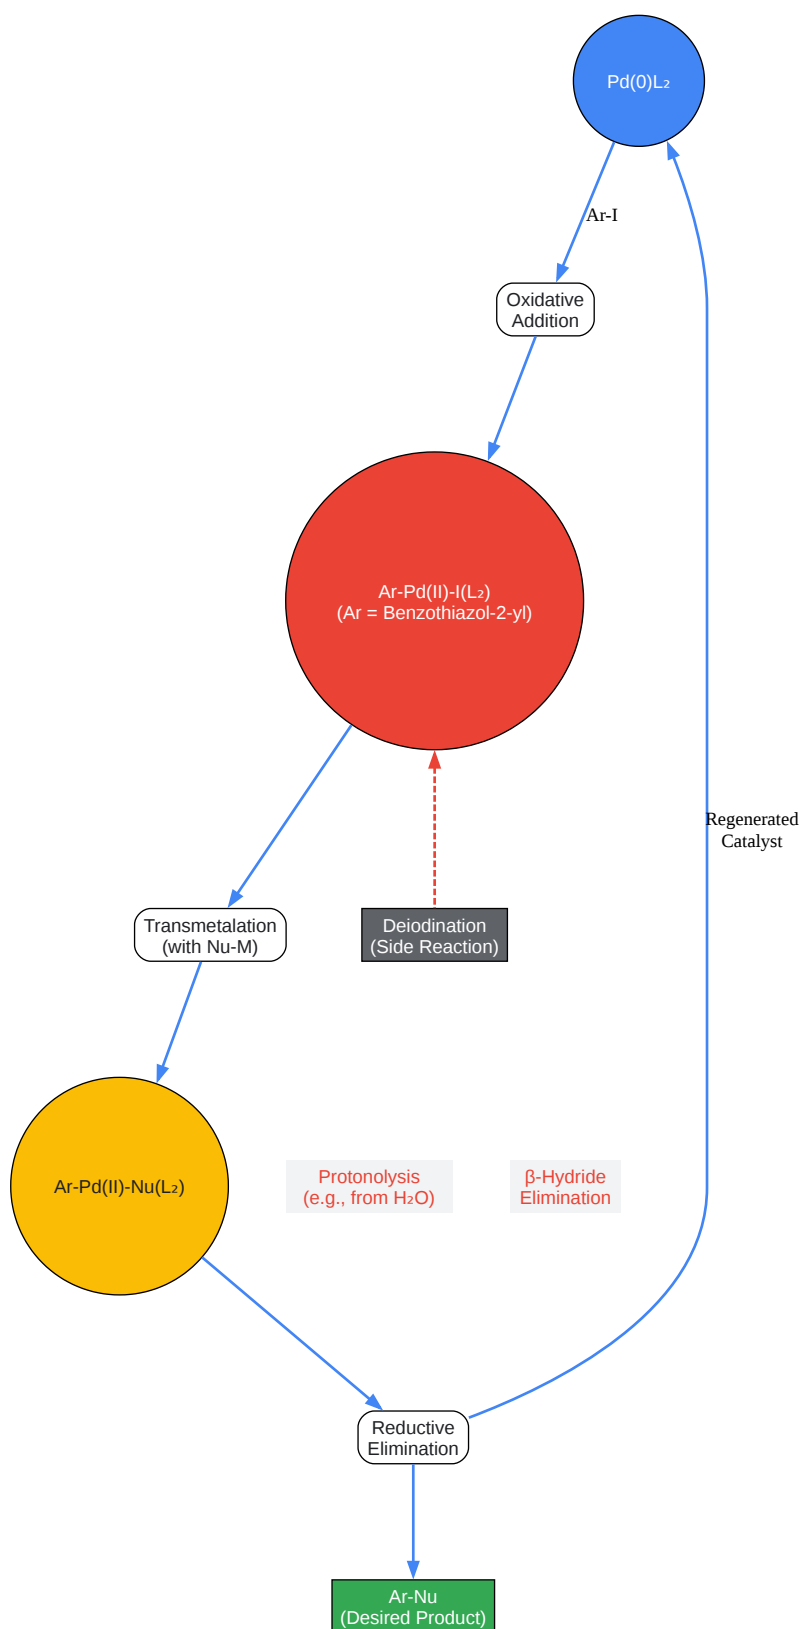 Pd(0)L₂
Ar-I
Oxidative
Addition
Ar-Pd(II)-I(L₂)
(Ar = Benzothiazol-2-yl)
Regenerated
Catalyst
Transmetalation
(with Nu-M)
Deiodination
(Side Reaction)
Ar-Pd(II)-Nu(L₂)
Protonolysis
(e.g., from H₂O)
β-Hydride
Elimination
Reductive
Elimination
Ar-Nu
(Desired Product)